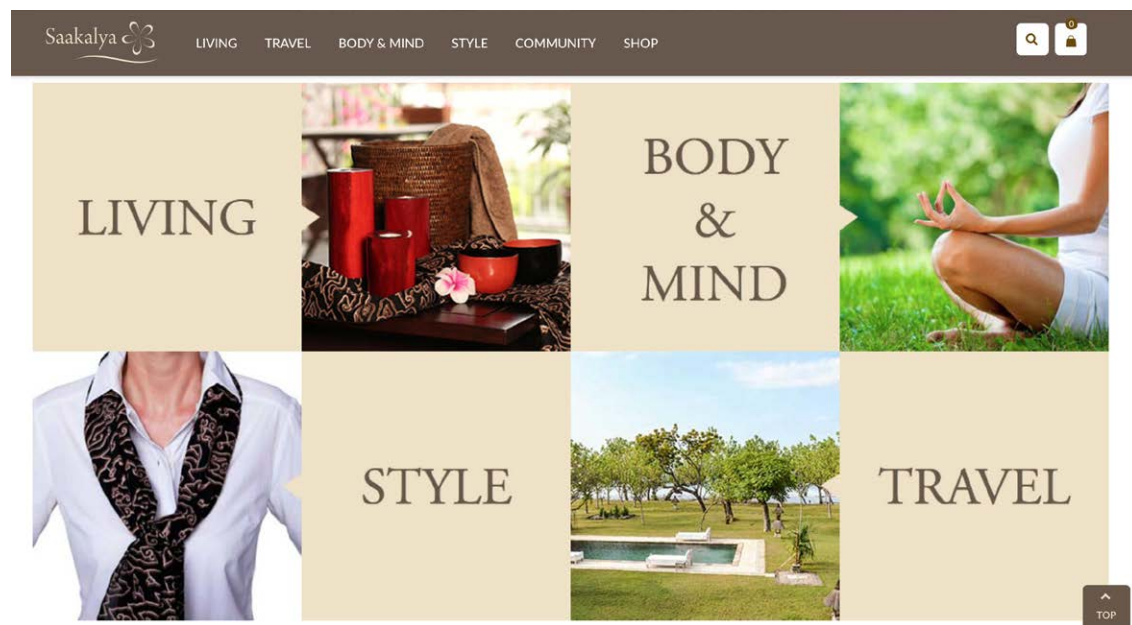 Saakalya
LIVING TRAVEL BODY & MIND STYLE COMMUNITY SHOP
0
LIVING
BODY
&
MIND
STYLE
TRAVEL
TOP